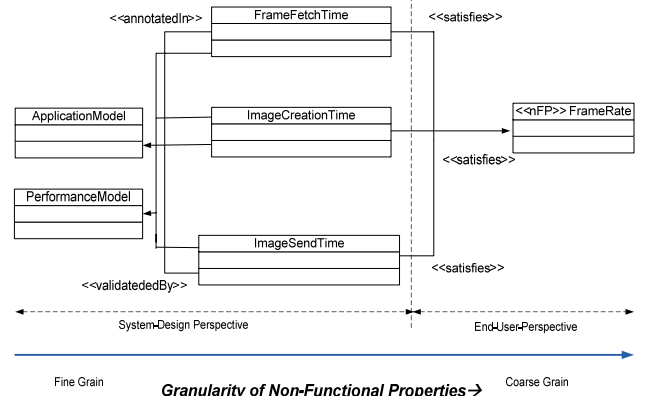 <<annotatedIn>>
FrameFetchTime
<<satisfies>>
ApplicationModel
ImageCreationTime
<<nFP>> FrameRate
<<satisfies>>
PerformanceModel
ImageSendTime
<<satisfies>>
<<validatededBy>>
System-Design Perspective
End-User-Perspective
Fine Grain
Granularity of Non-Functional Properties→
Coarse Grain